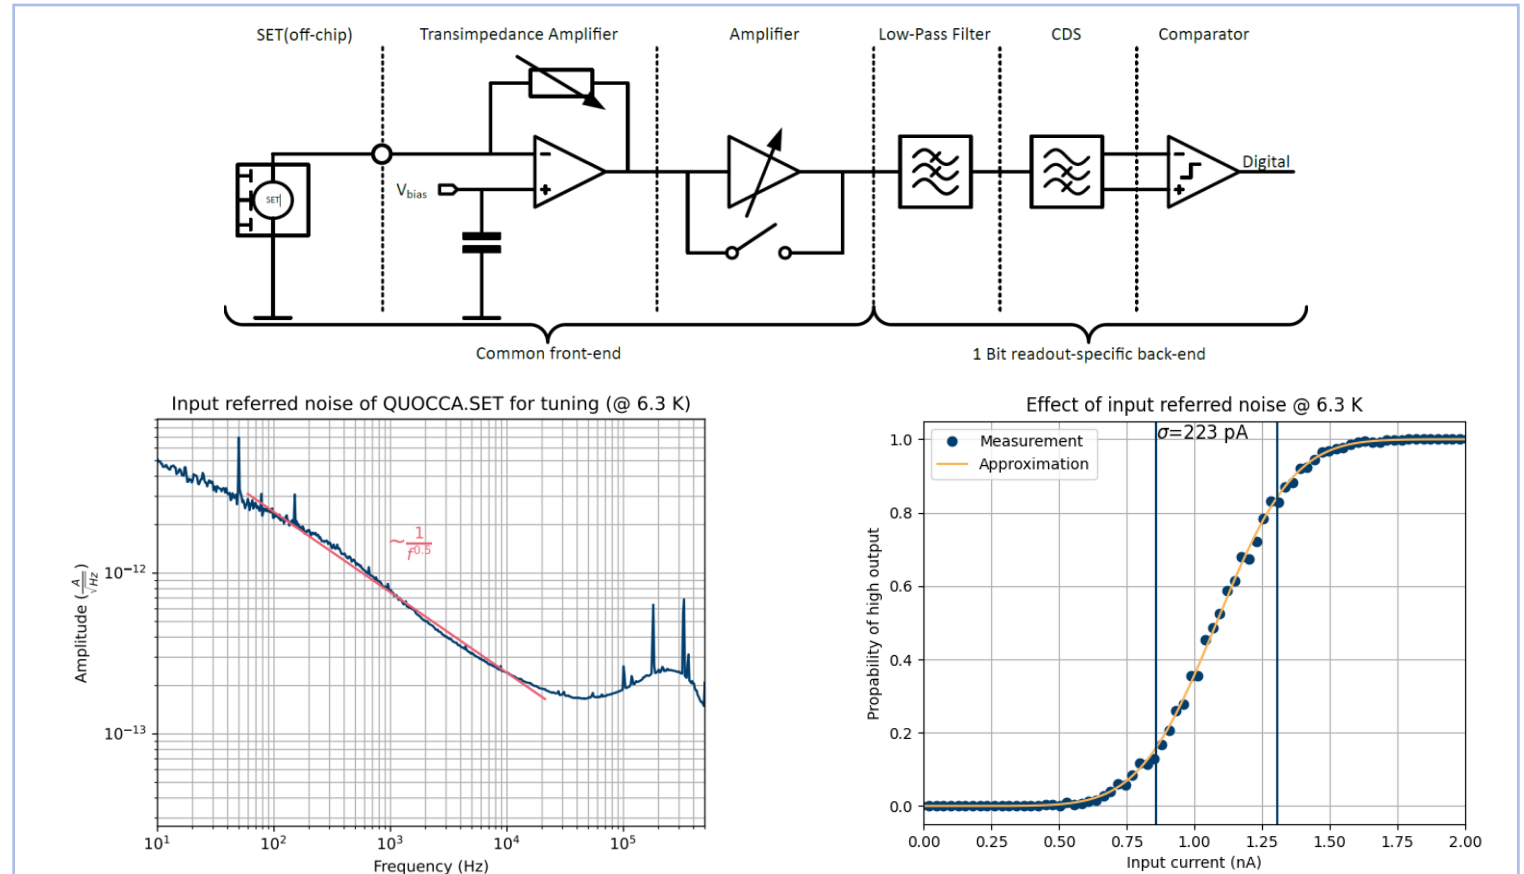 SET(off-chip)
Transimpedance Amplifier
Amplifier
Low-Pass Filter
CDS
Comparator
SET
Vbias
−
+
−
+
Digital
Common front-end
1 Bit readout-specific back-end
Input referred noise of QUOCCA.SET for tuning (@ 6.3 K)
~1/f^0.5
10⁻¹²
10⁻¹³
Amplitude (A/√Hz)
10¹ 10² 10³ 10⁴ 10⁵
Frequency (Hz)
Effect of input referred noise @ 6.3 K
Measurement
Approximation
σ=223 pA
1.0
0.8
0.6
0.4
0.2
0.0
Propability of high output
0.00 0.25 0.50 0.75 1.00 1.25 1.50 1.75 2.00
Input current (nA)